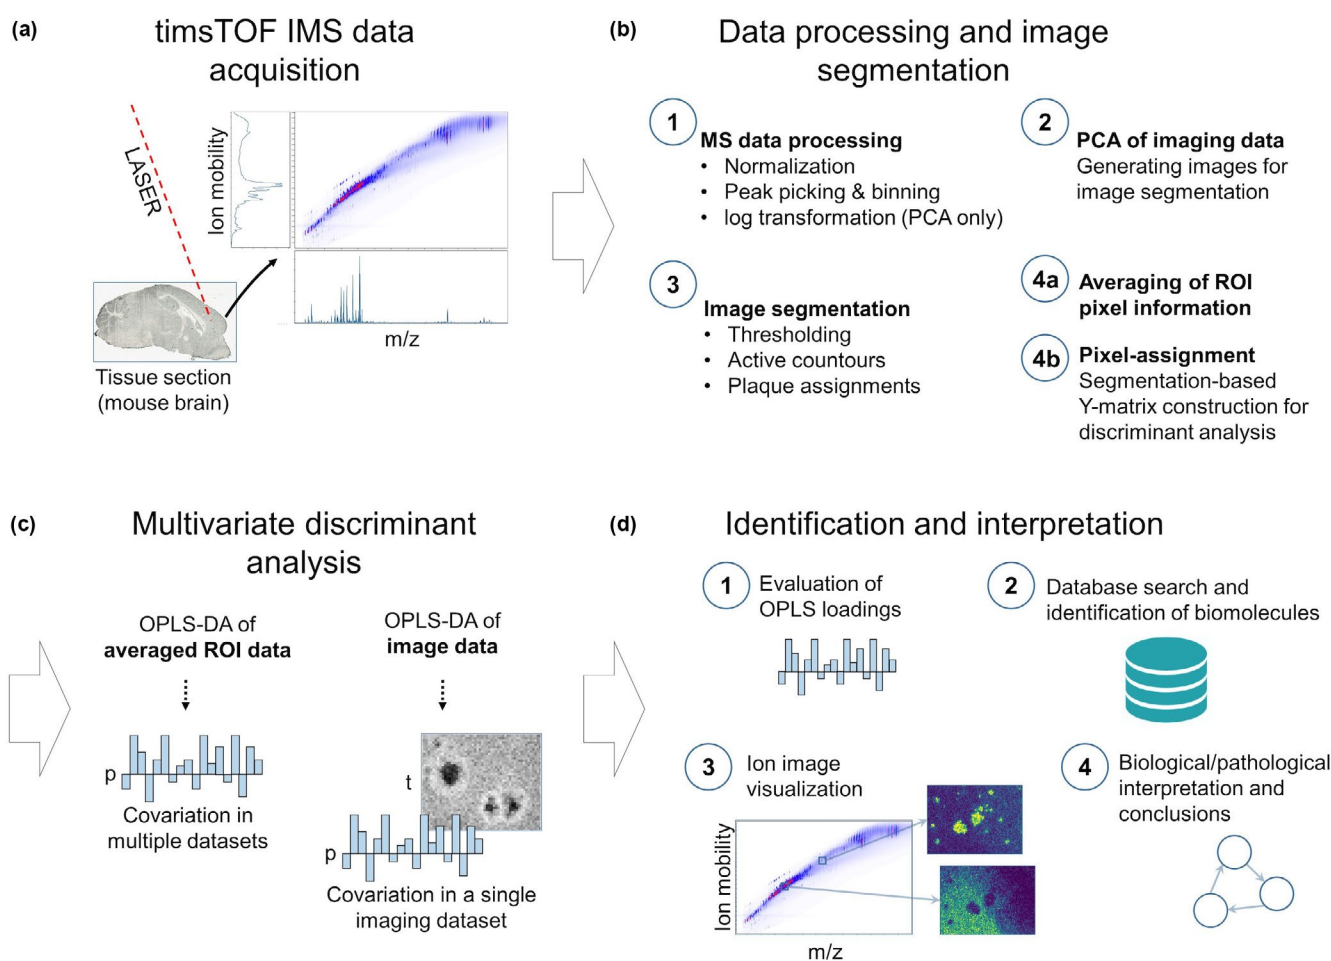 (a)
timsTOF IMS data
acquisition
LASER
Ion mobility
m/z
Tissue section
(mouse brain)
(b)
Data processing and image
segmentation
1
MS data processing
• Normalization
• Peak picking & binning
• log transformation (PCA only)
2
PCA of imaging data
Generating images for
image segmentation
3
Image segmentation
• Thresholding
• Active countours
• Plaque assignments
4a
Averaging of ROI
pixel information
4b
Pixel-assignment
Segmentation-based
Y-matrix construction for
discriminant analysis
(c)
Multivariate discriminant
analysis
OPLS-DA of
averaged ROI data
p
Covariation in
multiple datasets
OPLS-DA of
image data
t
p
Covariation in a single
imaging dataset
(d)
Identification and interpretation
1
Evaluation of
OPLS loadings
2
Database search and
identification of biomolecules
3
Ion image
visualization
Ion mobility
m/z
4
Biological/pathological
interpretation and
conclusions